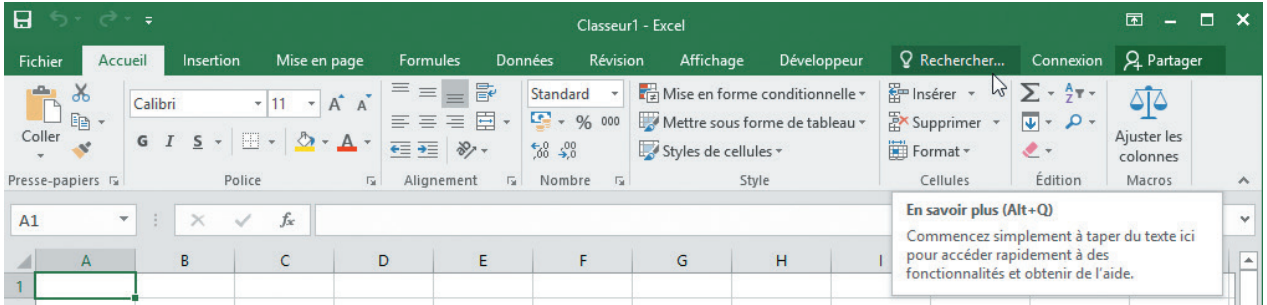 Classeur1 - Excel
Fichier Accueil Insertion Mise en page Formules Données Révision Affichage Développeur Rechercher... Connexion Partager
Calibri 11 A A Standard Mise en forme conditionnelle Insérer Σ A Z
Coller % 000 Mettre sous forme de tableau Supprimer Ajuster les
G I S A ,00 ,00 ,0 Styles de cellules Format colonnes
Presse-papiers Police Alignement Nombre Style Cellules Édition Macros
A1 fx
En savoir plus (Alt+Q)
Commencez simplement à taper du texte ici
pour accéder rapidement à des
fonctionnalités et obtenir de l'aide.
A B C D E F G H I
1